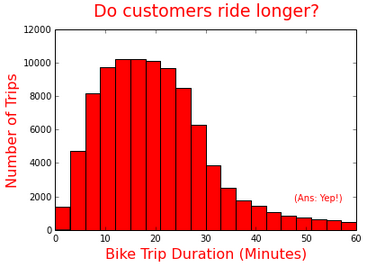 Do customers ride longer?
12000
10000
8000
6000
4000
2000
0
Number of Trips
(Ans: Yep!)
0 10 20 30 40 50 60
Bike Trip Duration (Minutes)